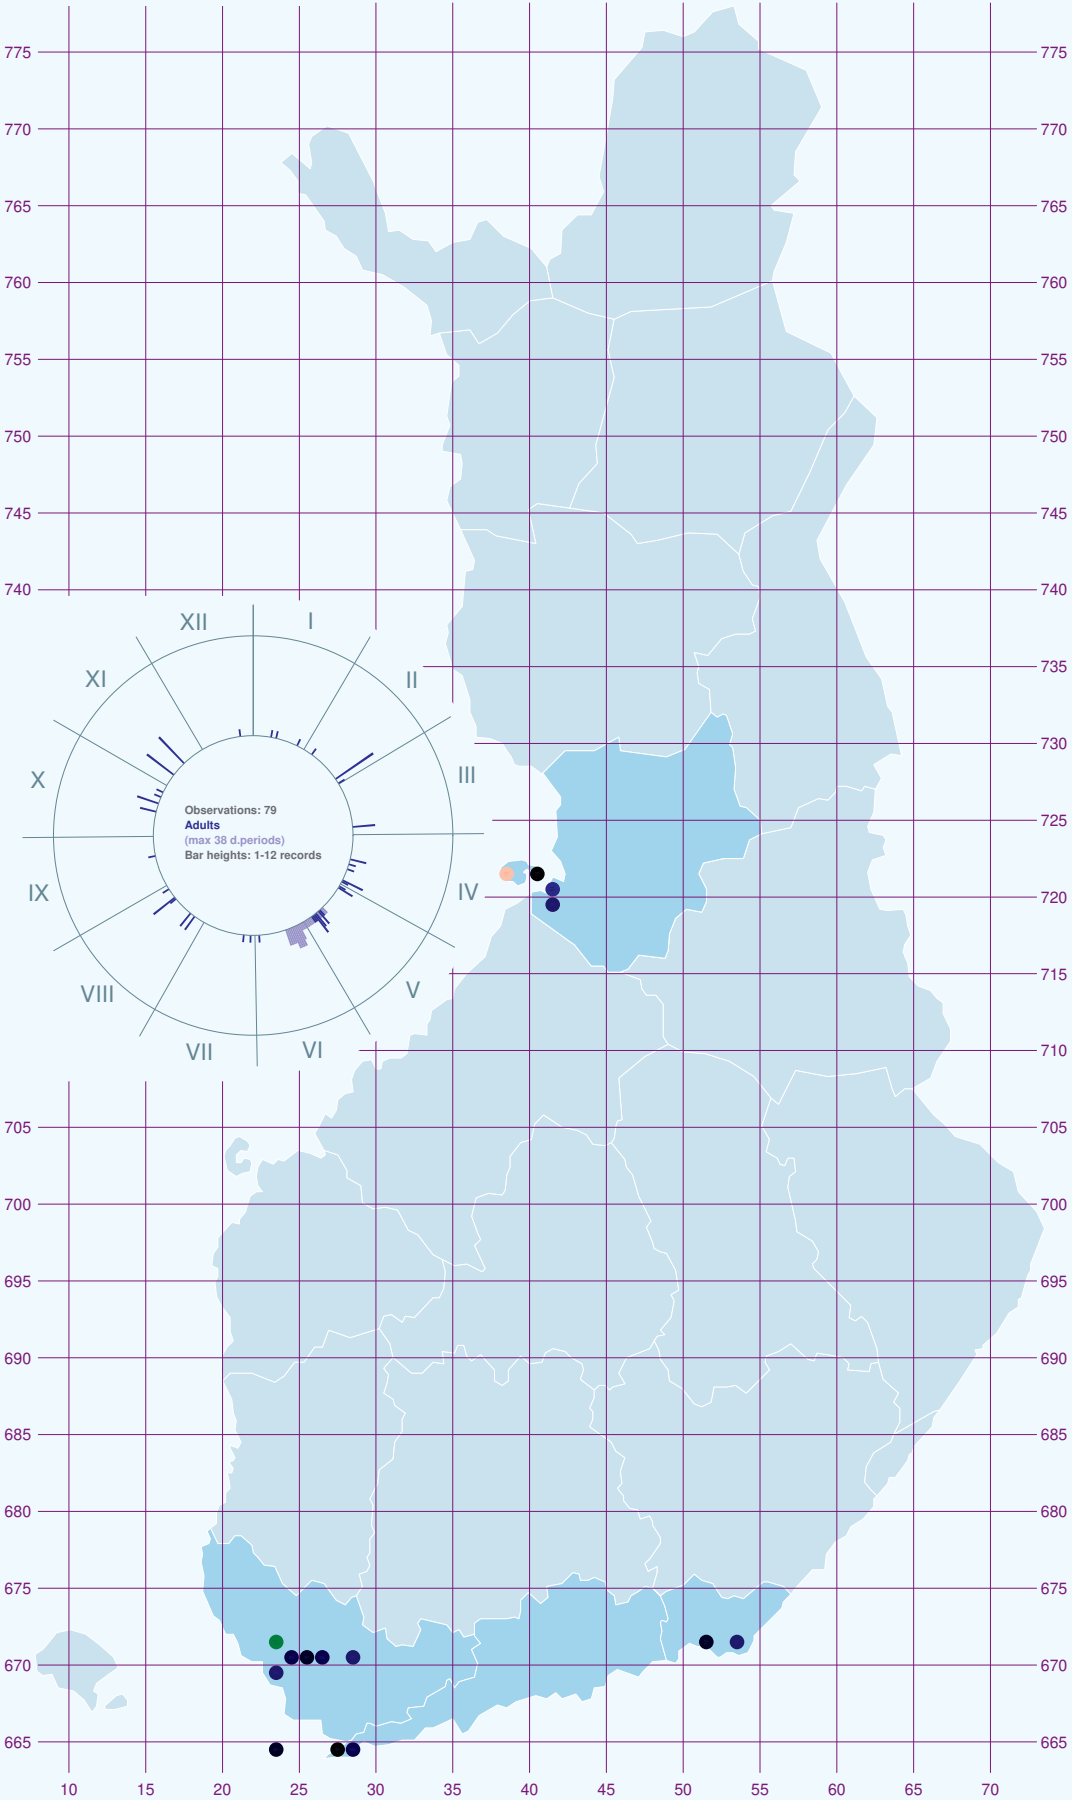 775 775
770 770
765 765
760 760
755 755
750 750
745 745
740 740
735
730
725
720
715
710
705 705
700 700
695 695
690 690
685 685
680 680
675 675
670 670
665 665
10 15 20 25 30 35 40 45 50 55 60 65 70
XII I
XI II
X III
IX IV
VIII V
VII VI
Observations: 79
Adults
(max 38 d.periods)
Bar heights: 1-12 records